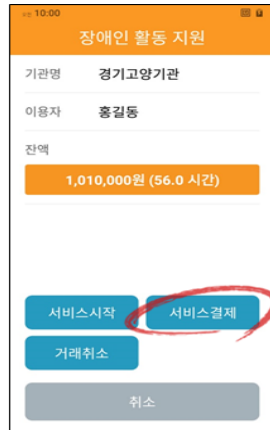 오전 10:00
장애인 활동 지원
기관명 경기고양기관
이용자 홍길동
잔액
1,010,000원 (56.0 시간)
서비스시작 서비스결제
거래취소
취소